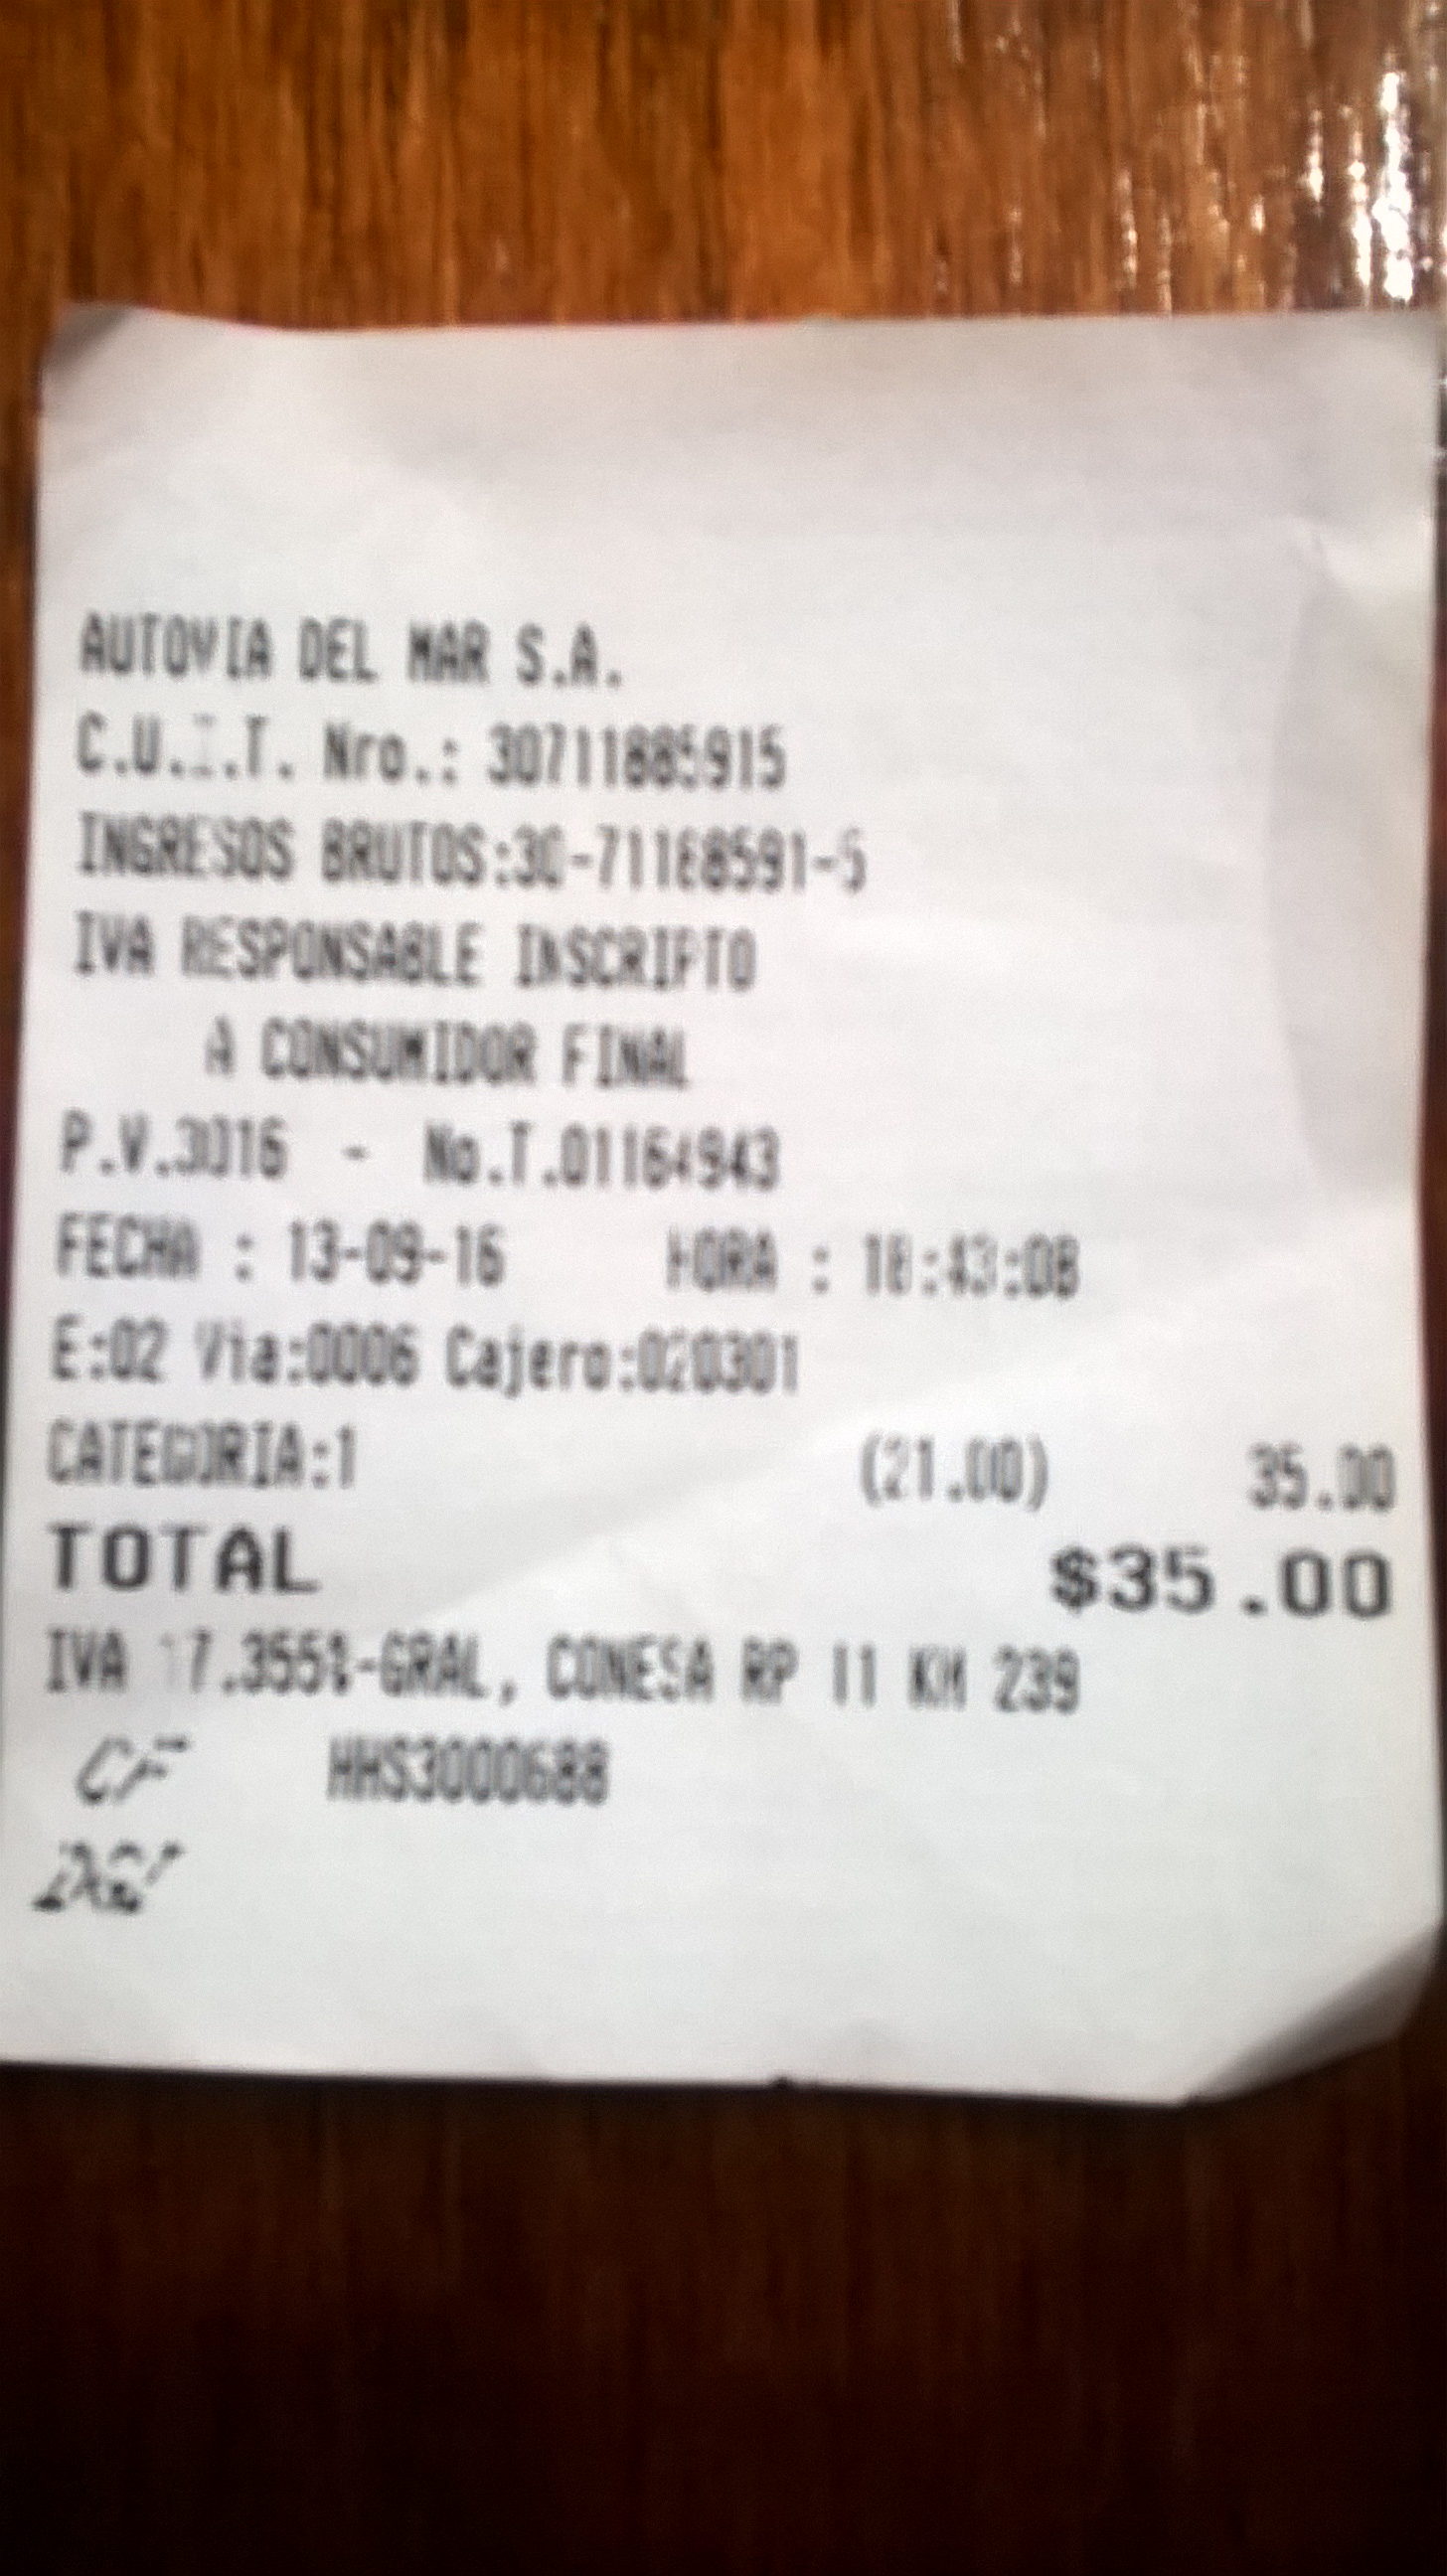 AUTOVIA DEL MAR S.A.
C.U.I.T. Nro.: 30711885915
INGRESOS BRUTOS:30-71188591-5
IVA RESPONSABLE INSCRIPTO
A CONSUMIDOR FINAL
P.V.3016 - No.T.01164943
FECHA : 13-09-16 HORA : 18:43:08
E:02 Via:0006 Cajero:020301
CATEGORIA:1 (21.00) 35.00
TOTAL $35.00
IVA 17.355%-GRAL, CONESA RP 11 KM 239
CF HHS3000688
DGI